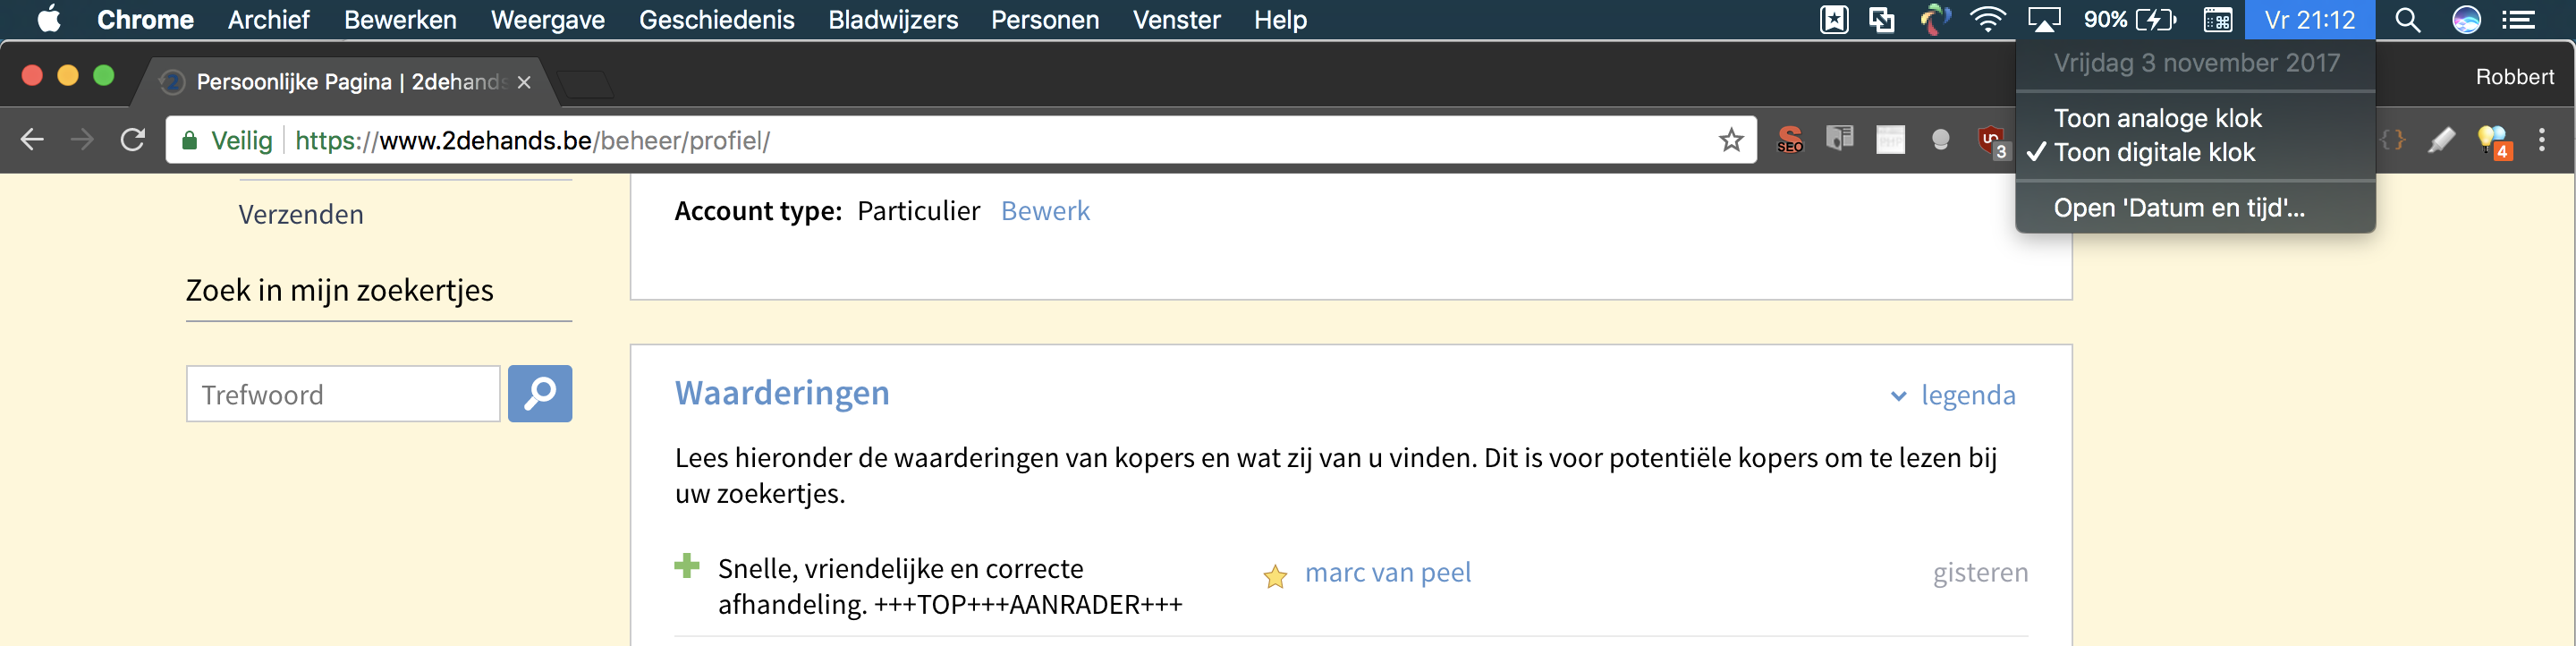 Chrome Archief Bewerken Weergave Geschiedenis Bladwijzers Personen Venster Help 90% Vr 21:12
Vrijdag 3 november 2017
Toon analoge klok
✓ Toon digitale klok
Open 'Datum en tijd'...
Persoonlijke Pagina | 2dehands
Robbert
Veilig https://www.2dehands.be/beheer/profiel/
SEO
3
4
Verzenden
Zoek in mijn zoekertjes
Trefwoord
Account type: Particulier Bewerk
Waarderingen
legenda
Lees hieronder de waarderingen van kopers en wat zij van u vinden. Dit is voor potentiële kopers om te lezen bij
uw zoekertjes.
Snelle, vriendelijke en correcte
afhandeling. +++TOP+++AANRADER+++
marc van peel
gisteren